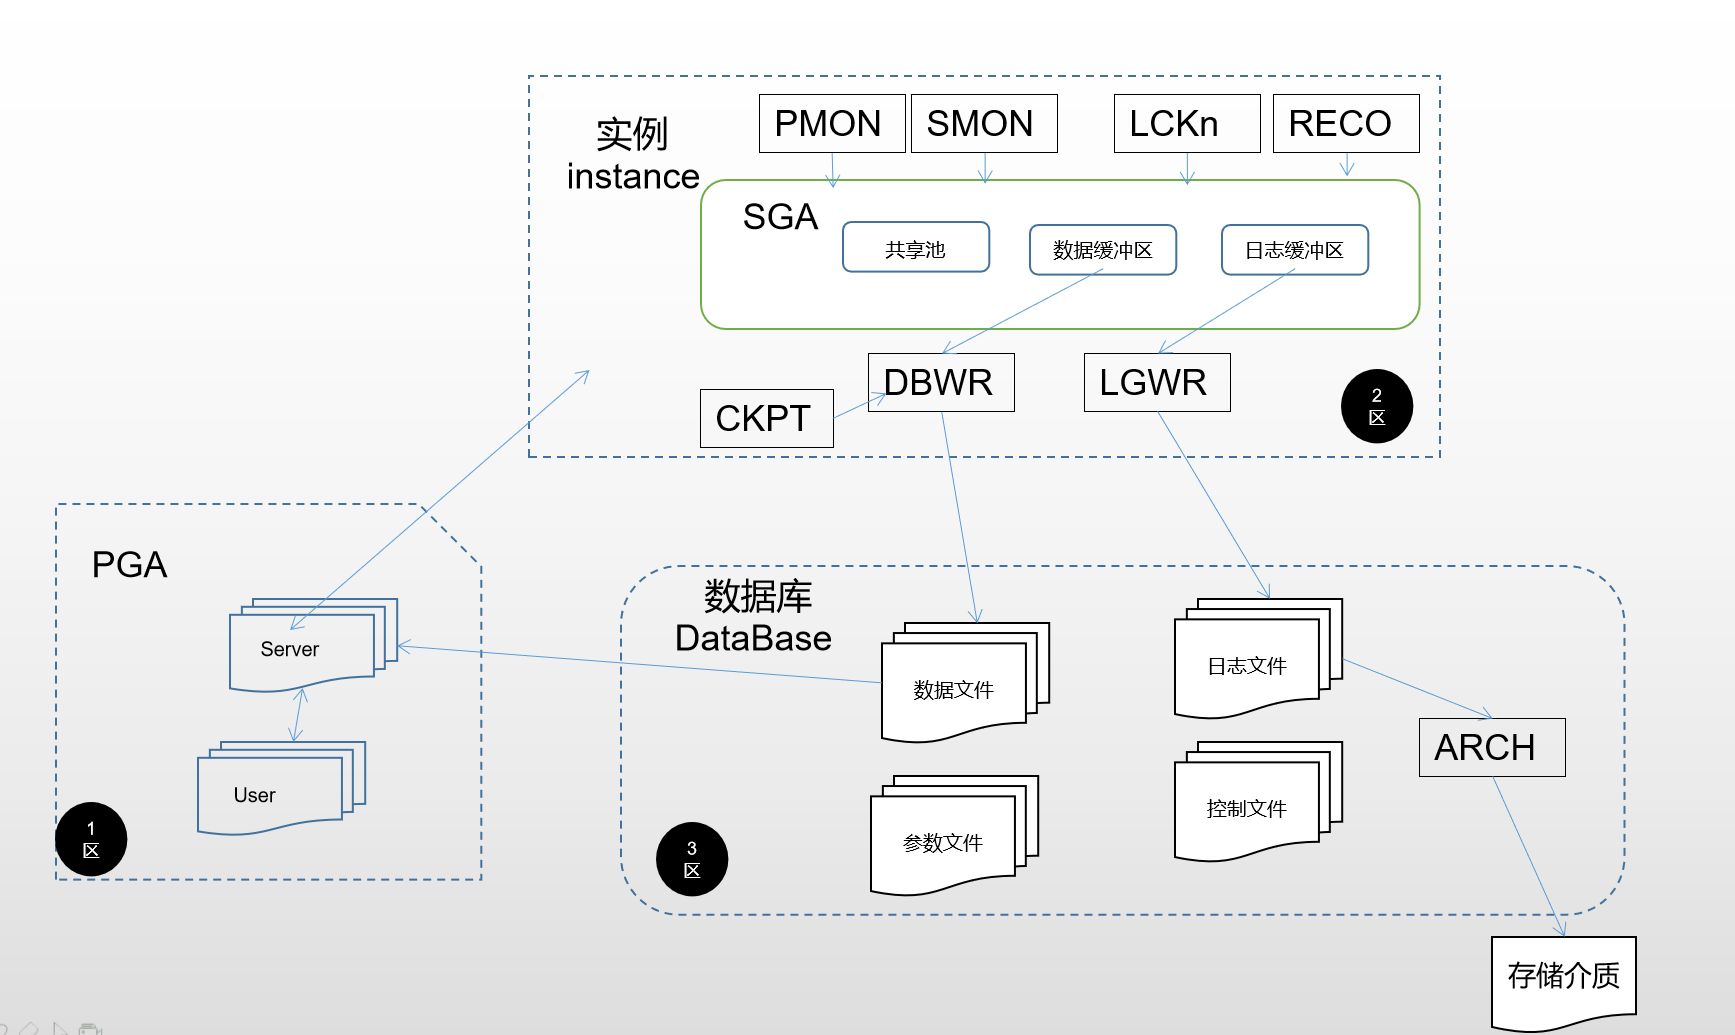 PMON
SMON
LCKn
RECO
实例
instance
SGA
共享池
数据缓冲区
日志缓冲区
DBWR
LGWR
CKPT
2
区
PGA
Server
User
1
区
数据库
DataBase
数据文件
日志文件
参数文件
控制文件
ARCH
3
区
存储介质